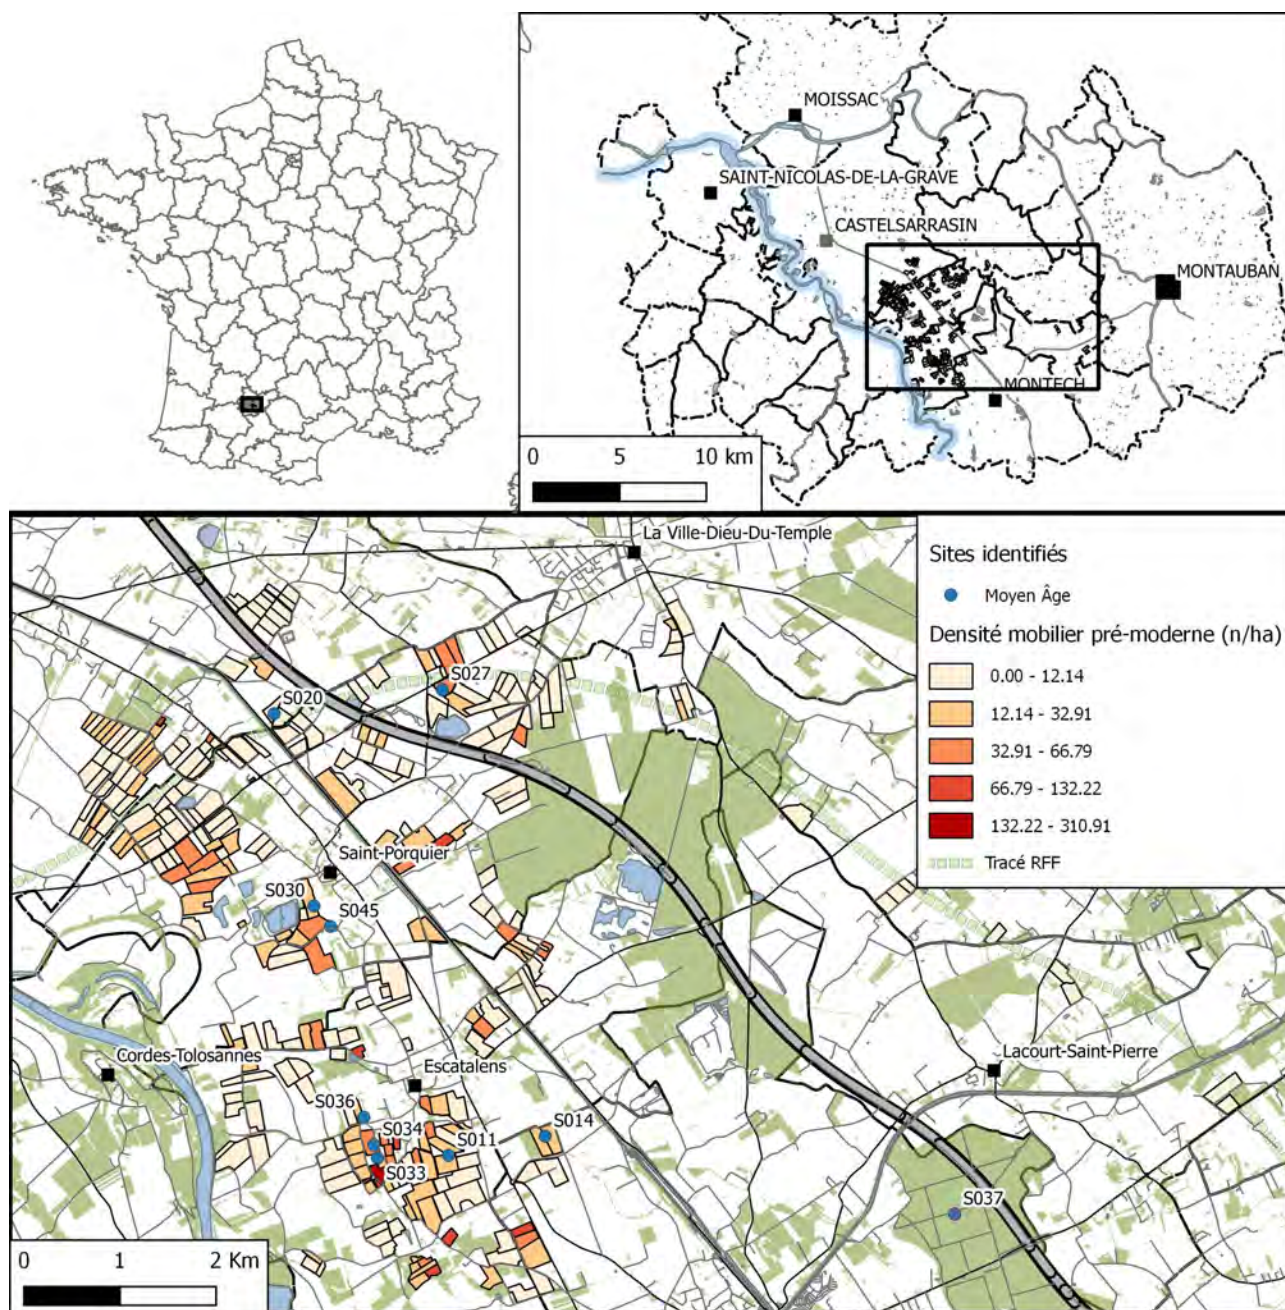 MOISSAC
SAINT-NICOLAS-DE-LA-GRAVE
CASTELSARRASIN
MONTAUBAN
MONTECH
0 5 10 km
La Ville-Dieu-Du-Temple
Sites identifiés
Moyen Âge
Densité mobilier pré-moderne (n/ha)
0.00 - 12.14
12.14 - 32.91
32.91 - 66.79
66.79 - 132.22
132.22 - 310.91
Tracé RFF
S027
S020
Saint-Porquier
S030
S045
Cordes-Tolosannes
Escatalens
Lacourt-Saint-Pierre
S036
S034
S011
S014
S033
S037
0 1 2 Km